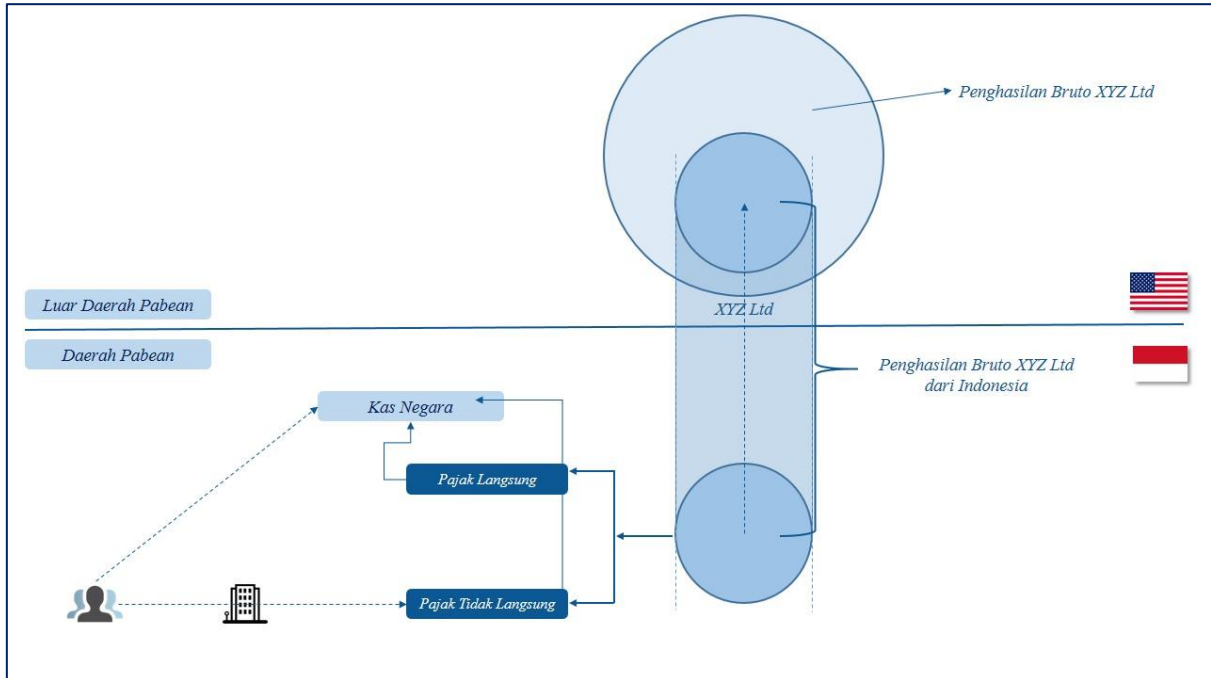 Penghasilan Bruto XYZ Ltd
Luar Daerah Pabean
XYZ Ltd
Daerah Pabean
Penghasilan Bruto XYZ Ltd
dari Indonesia
Kas Negara
Pajak Langsung
Pajak Tidak Langsung